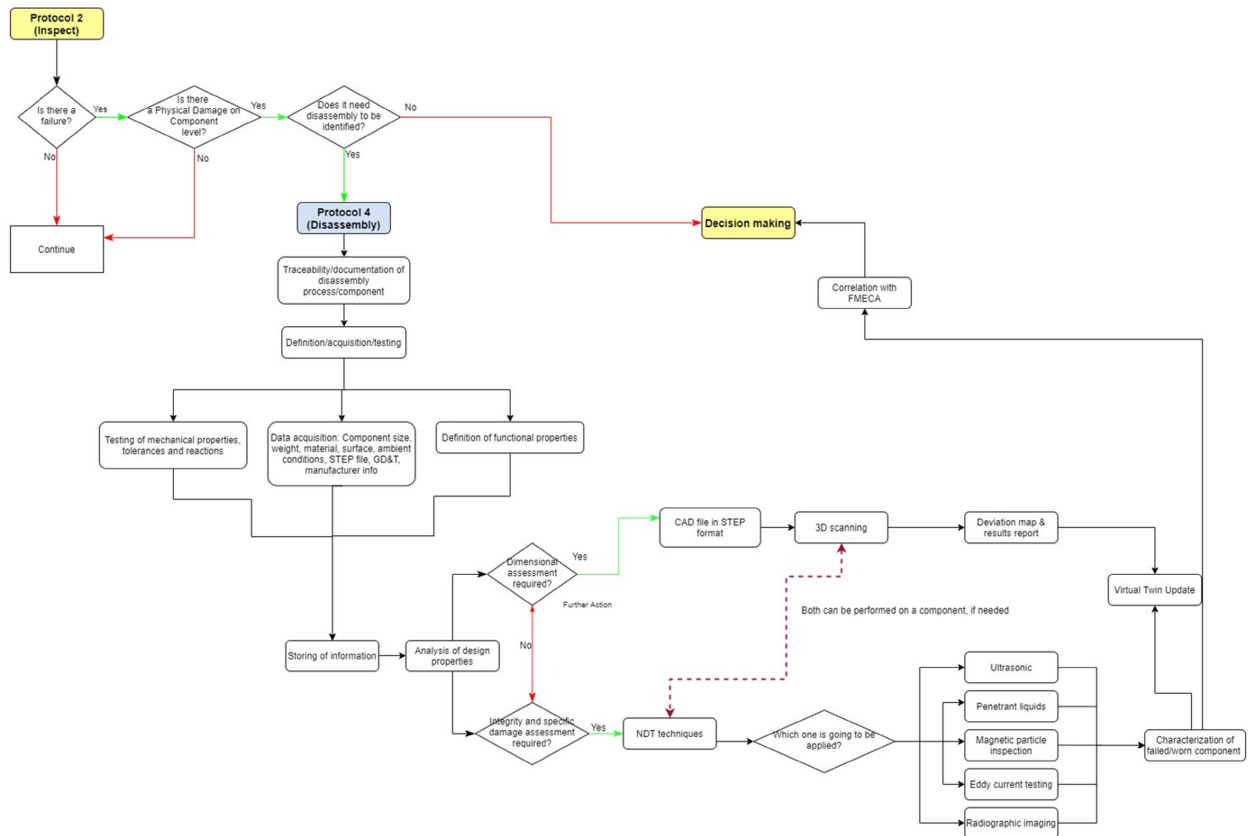 Protocol 2
(Inspect)
Is there a
failure?
Yes
Is there
a Physical Damage on
Component
level?
Yes
Does it need
disassembly to be
identified?
No
No
No
Yes
Protocol 4
(Disassembly)
Decision making
Continue
Traceability/documentation of
disassembly
process/component
Correlation with
FMECA
Definition/acquisition/testing
Testing of mechanical properties,
tolerances and reactions
Data acquisition: Component size,
weight, material, surface, ambient
conditions, STEP file, GD&T,
manufacturer info
Definition of functional properties
CAD file in STEP
format
3D scanning
Deviation map &
results report
Dimensional
assessment
required?
Yes
Further Action
Both can be performed on a component, if needed
Virtual Twin Update
No
Storing of information
Analysis of design
properties
Ultrasonic
Penetrant liquids
Integrity and specific
damage assessment
required?
Yes
NDT techniques
Which one is going to be
applied?
Magnetic particle
inspection
Characterization of
failed/worn component
Eddy current testing
Radiographic imaging